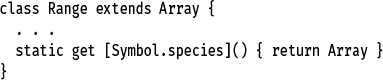 class Range extends Array {
  . . .
  static get [Symbol.species]() { return Array }
}